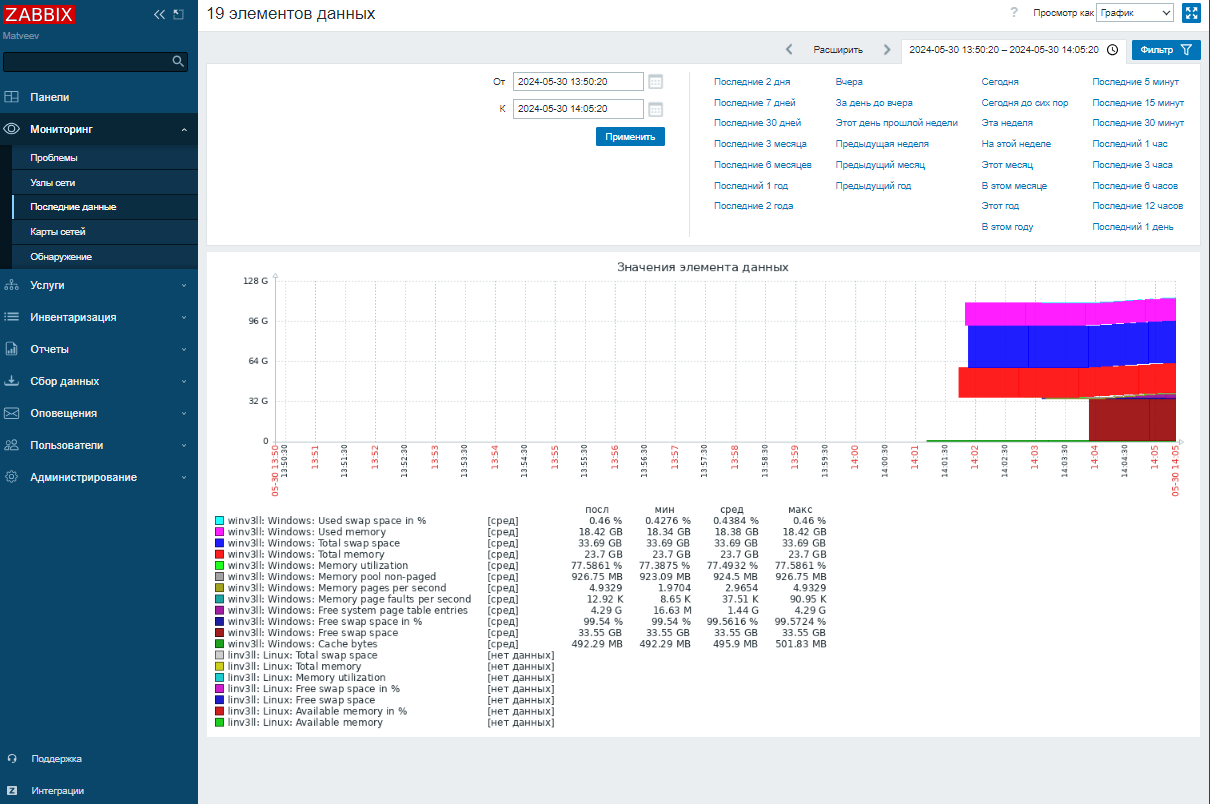 ZABBIX
Matveev
Панели
Мониторинг
Проблемы
Узлы сети
Последние данные
Карты сетей
Обнаружение
Услуги
Инвентаризация
Отчеты
Сбор данных
Оповещения
Пользователи
Администрирование
Поддержка
Z Интеграции
19 элементов данных
? Просмотр как График
Расширить 2024-05-30 13:50:20 – 2024-05-30 14:05:20 Фильтр
От 2024-05-30 13:50:20
К 2024-05-30 14:05:20
Применить
Последние 2 дня Вчера Сегодня Последние 5 минут
Последние 7 дней За день до вчера Сегодня до сих пор Последние 15 минут
Последние 30 дней Этот день прошлой недели Эта неделя Последние 30 минут
Последние 3 месяца Предыдущая неделя На этой неделе Последние 1 час
Последние 6 месяцев Предыдущий месяц Этот месяц Последние 3 часа
Последний 1 год Предыдущий год В этом месяце Последние 6 часов
Последние 2 года Этот год Последние 12 часов
В этом году Последний 1 день
Значения элемента данных
128 G
96 G
64 G
32 G
0
05-30 13:50 13:50:30 13:51 13:51:30 13:52 13:52:30 13:53 13:53:30 13:54 13:54:30 13:55 13:55:30 13:56 13:56:30 13:57 13:57:30 13:58 13:58:30 13:59 13:59:30 14:00 14:00:30 14:01 14:01:30 14:02 14:02:30 14:03 14:03:30 14:04 14:04:30 14:05 05-30 14:05
посл мин сред макс
winv3ll: Windows: Used swap space in % [сред] 0.46 % 0.4276 % 0.4384 % 0.46 %
winv3ll: Windows: Used memory [сред] 18.42 GB 18.34 GB 18.38 GB 18.42 GB
winv3ll: Windows: Total swap space [сред] 33.69 GB 33.69 GB 33.69 GB 33.69 GB
winv3ll: Windows: Total memory [сред] 23.7 GB 23.7 GB 23.7 GB 23.7 GB
winv3ll: Windows: Memory utilization [сред] 77.5861 % 77.3875 % 77.4932 % 77.5861 %
winv3ll: Windows: Memory pool non-paged [сред] 926.75 MB 923.09 MB 924.5 MB 926.75 MB
winv3ll: Windows: Memory pages per second [сред] 4.9329 1.9704 2.9654 4.9329
winv3ll: Windows: Memory page faults per second [сред] 12.92 K 8.65 K 37.51 K 90.95 K
winv3ll: Windows: Free system page table entries [сред] 4.29 G 16.63 M 1.44 G 4.29 G
winv3ll: Windows: Free swap space in % [сред] 99.54 % 99.54 % 99.5616 % 99.5724 %
winv3ll: Windows: Free swap space [сред] 33.55 GB 33.55 GB 33.55 GB 33.55 GB
winv3ll: Windows: Cache bytes [сред] 492.29 MB 492.29 MB 495.9 MB 501.83 MB
linv3ll: Linux: Total swap space [нет данных]
linv3ll: Linux: Total memory [нет данных]
linv3ll: Linux: Memory utilization [нет данных]
linv3ll: Linux: Free swap space in % [нет данных]
linv3ll: Linux: Free swap space [нет данных]
linv3ll: Linux: Available memory in % [нет данных]
linv3ll: Linux: Available memory [нет данных]